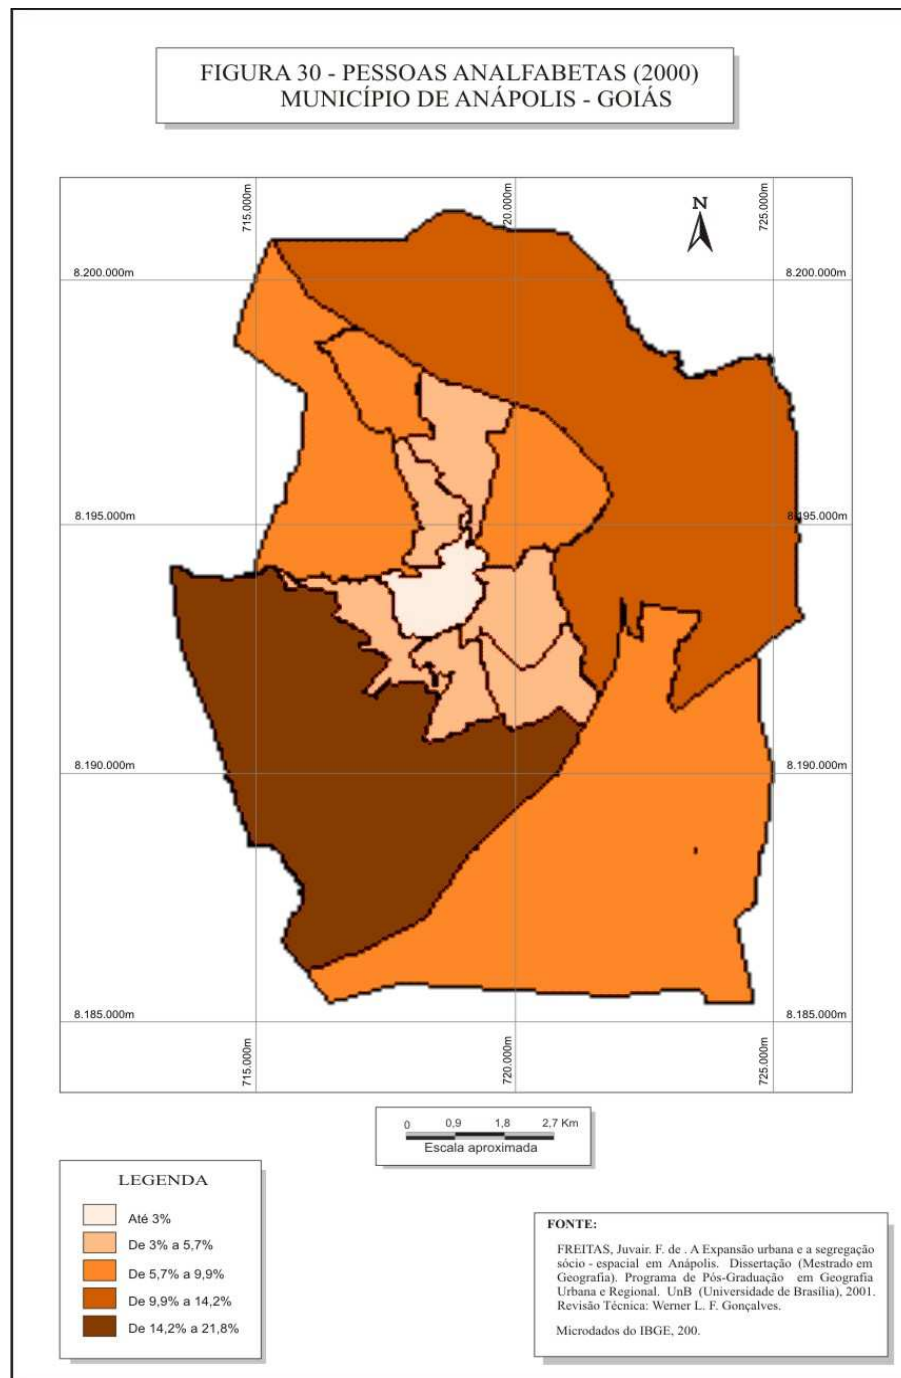 FIGURA 30 - PESSOAS ANALFABETAS (2000)
MUNICÍPIO DE ANÁPOLIS - GOIÁS
715.000m
720.000m
725.000m
N
8.200.000m
8.200.000m
8.195.000m
8.195.000m
8.190.000m
8.190.000m
8.185.000m
8.185.000m
715.000m
720.000m
725.000m
0 0,9 1,8 2,7 Km
Escala aproximada
LEGENDA
Até 3%
De 3% a 5,7%
De 5,7% a 9,9%
De 9,9% a 14,2%
De 14,2% a 21,8%
FONTE:
FREITAS, Juvair. F. de . A Expansão urbana e a segregação
sócio - espacial em Anápolis. Dissertação (Mestrado em
Geografia). Programa de Pós-Graduação em Geografia
Urbana e Regional. UnB (Universidade de Brasília), 2001.
Revisão Técnica: Werner L. F. Gonçalves.
Microdados do IBGE, 200.